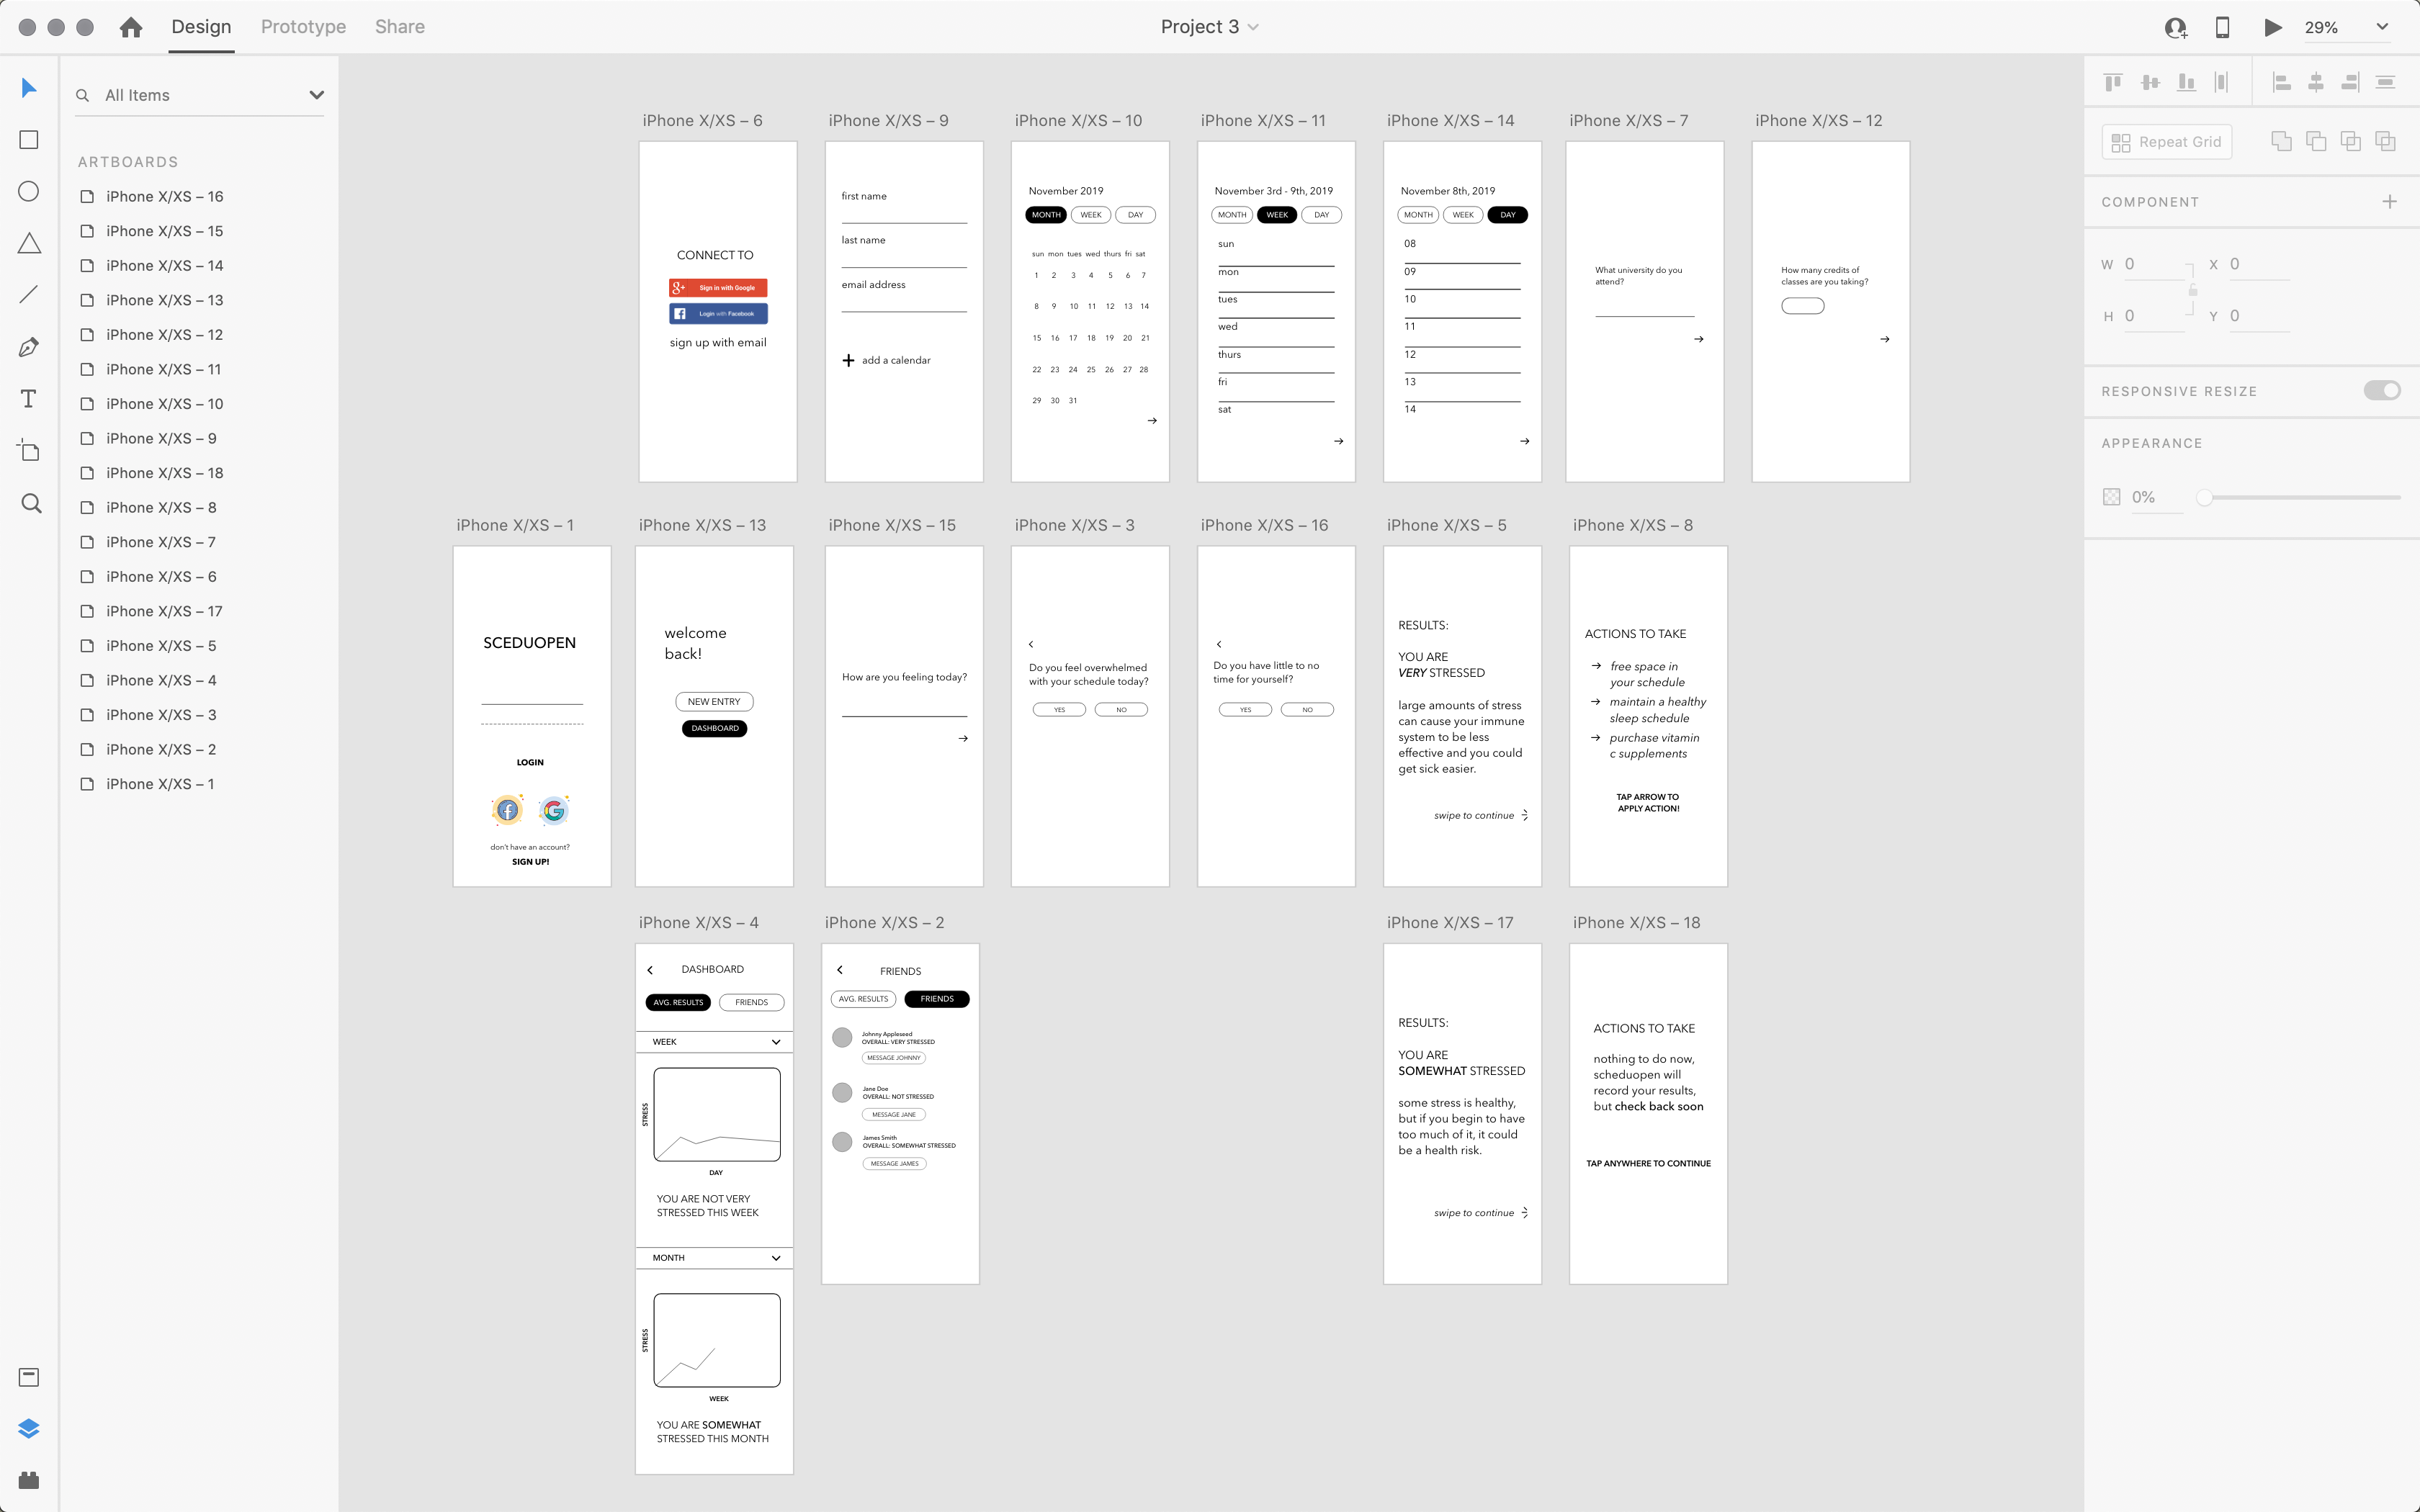 Design Prototype Share
Project 3
29%
All Items
ARTBOARDS
iPhone X/XS – 16
iPhone X/XS – 15
iPhone X/XS – 14
iPhone X/XS – 13
iPhone X/XS – 12
iPhone X/XS – 11
iPhone X/XS – 10
iPhone X/XS – 9
iPhone X/XS – 18
iPhone X/XS – 8
iPhone X/XS – 7
iPhone X/XS – 6
iPhone X/XS – 17
iPhone X/XS – 5
iPhone X/XS – 4
iPhone X/XS – 3
iPhone X/XS – 2
iPhone X/XS – 1
iPhone X/XS – 6
CONNECT TO
g+ Sign in with Google
f Login with Facebook
sign up with email
iPhone X/XS – 9
first name
last name
email address
+ add a calendar
iPhone X/XS – 10
November 2019
MONTH WEEK DAY
sun mon tues wed thurs fri sat
1 2 3 4 5 6 7
8 9 10 11 12 13 14
15 16 17 18 19 20 21
22 23 24 25 26 27 28
29 30 31
iPhone X/XS – 11
November 3rd - 9th, 2019
MONTH WEEK DAY
sun
mon
tues
wed
thurs
fri
sat
iPhone X/XS – 14
November 8th, 2019
MONTH WEEK DAY
08
09
10
11
12
13
14
iPhone X/XS – 7
What university do you
attend?
iPhone X/XS – 12
How many credits of
classes are you taking?
iPhone X/XS – 1
SCEDUOPEN
LOGIN
f G
don't have an account?
SIGN UP!
iPhone X/XS – 13
welcome
back!
NEW ENTRY
DASHBOARD
iPhone X/XS – 15
How are you feeling today?
iPhone X/XS – 3
Do you feel overwhelmed
with your schedule today?
YES NO
iPhone X/XS – 16
Do you have little to no
time for yourself?
YES NO
iPhone X/XS – 5
RESULTS:
YOU ARE
VERY STRESSED
large amounts of stress
can cause your immune
system to be less
effective and you could
get sick easier.
swipe to continue
iPhone X/XS – 8
ACTIONS TO TAKE
free space in
your schedule
maintain a healthy
sleep schedule
purchase vitamin
c supplements
TAP ARROW TO
APPLY ACTION!
iPhone X/XS – 4
DASHBOARD
AVG. RESULTS FRIENDS
WEEK
STRESS
DAY
YOU ARE NOT VERY
STRESSED THIS WEEK
MONTH
STRESS
WEEK
YOU ARE SOMEWHAT
STRESSED THIS MONTH
iPhone X/XS – 2
FRIENDS
AVG. RESULTS FRIENDS
Johnny Appleseed
OVERALL: VERY STRESSED
MESSAGE JOHNNY
Jane Doe
OVERALL: NOT STRESSED
MESSAGE JANE
James Smith
OVERALL: SOMEWHAT STRESSED
MESSAGE JAMES
iPhone X/XS – 17
RESULTS:
YOU ARE
SOMEWHAT STRESSED
some stress is healthy,
but if you begin to have
too much of it, it could
be a health risk.
swipe to continue
iPhone X/XS – 18
ACTIONS TO TAKE
nothing to do now,
scheduopen will
record your results,
but check back soon
TAP ANYWHERE TO CONTINUE
Repeat Grid
COMPONENT
W 0 X 0
H 0 Y 0
RESPONSIVE RESIZE
APPEARANCE
0%